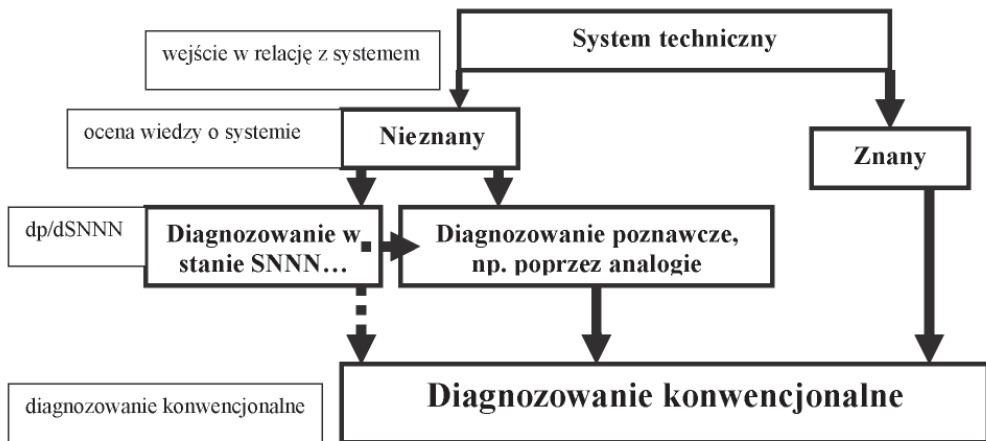 wejście w relację z systemem
System techniczny
ocena wiedzy o systemie
Nieznany
Znany
dp/dSNNN
Diagnozowanie w
stanie SNNN…
Diagnozowanie poznawcze,
np. poprzez analogie
diagnozowanie konwencjonalne
Diagnozowanie konwencjonalne